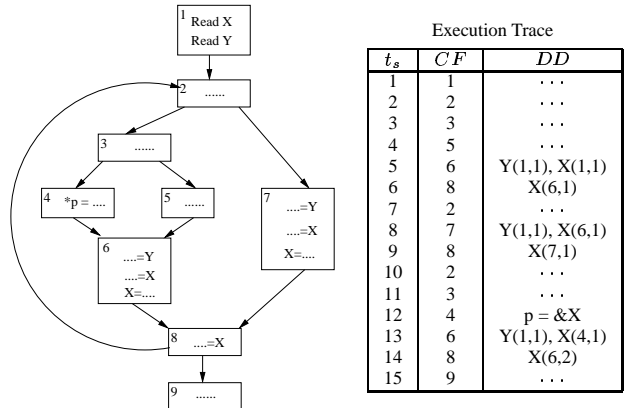 1 Read X
Read Y
2 ......
3 ......
4 *p = ....
5 ......
6 ....=Y
....=X
X=....
7 ....=Y
....=X
X=....
8 ....=X
9 ......
Execution Trace
t_s CF DD
1 1 . . .
2 2 . . .
3 3 . . .
4 5 . . .
5 6 Y(1,1), X(1,1)
6 8 X(6,1)
7 2 . . .
8 7 Y(1,1), X(6,1)
9 8 X(7,1)
10 2 . . .
11 3 . . .
12 4 p = &X
13 6 Y(1,1), X(4,1)
14 8 X(6,2)
15 9 . . .